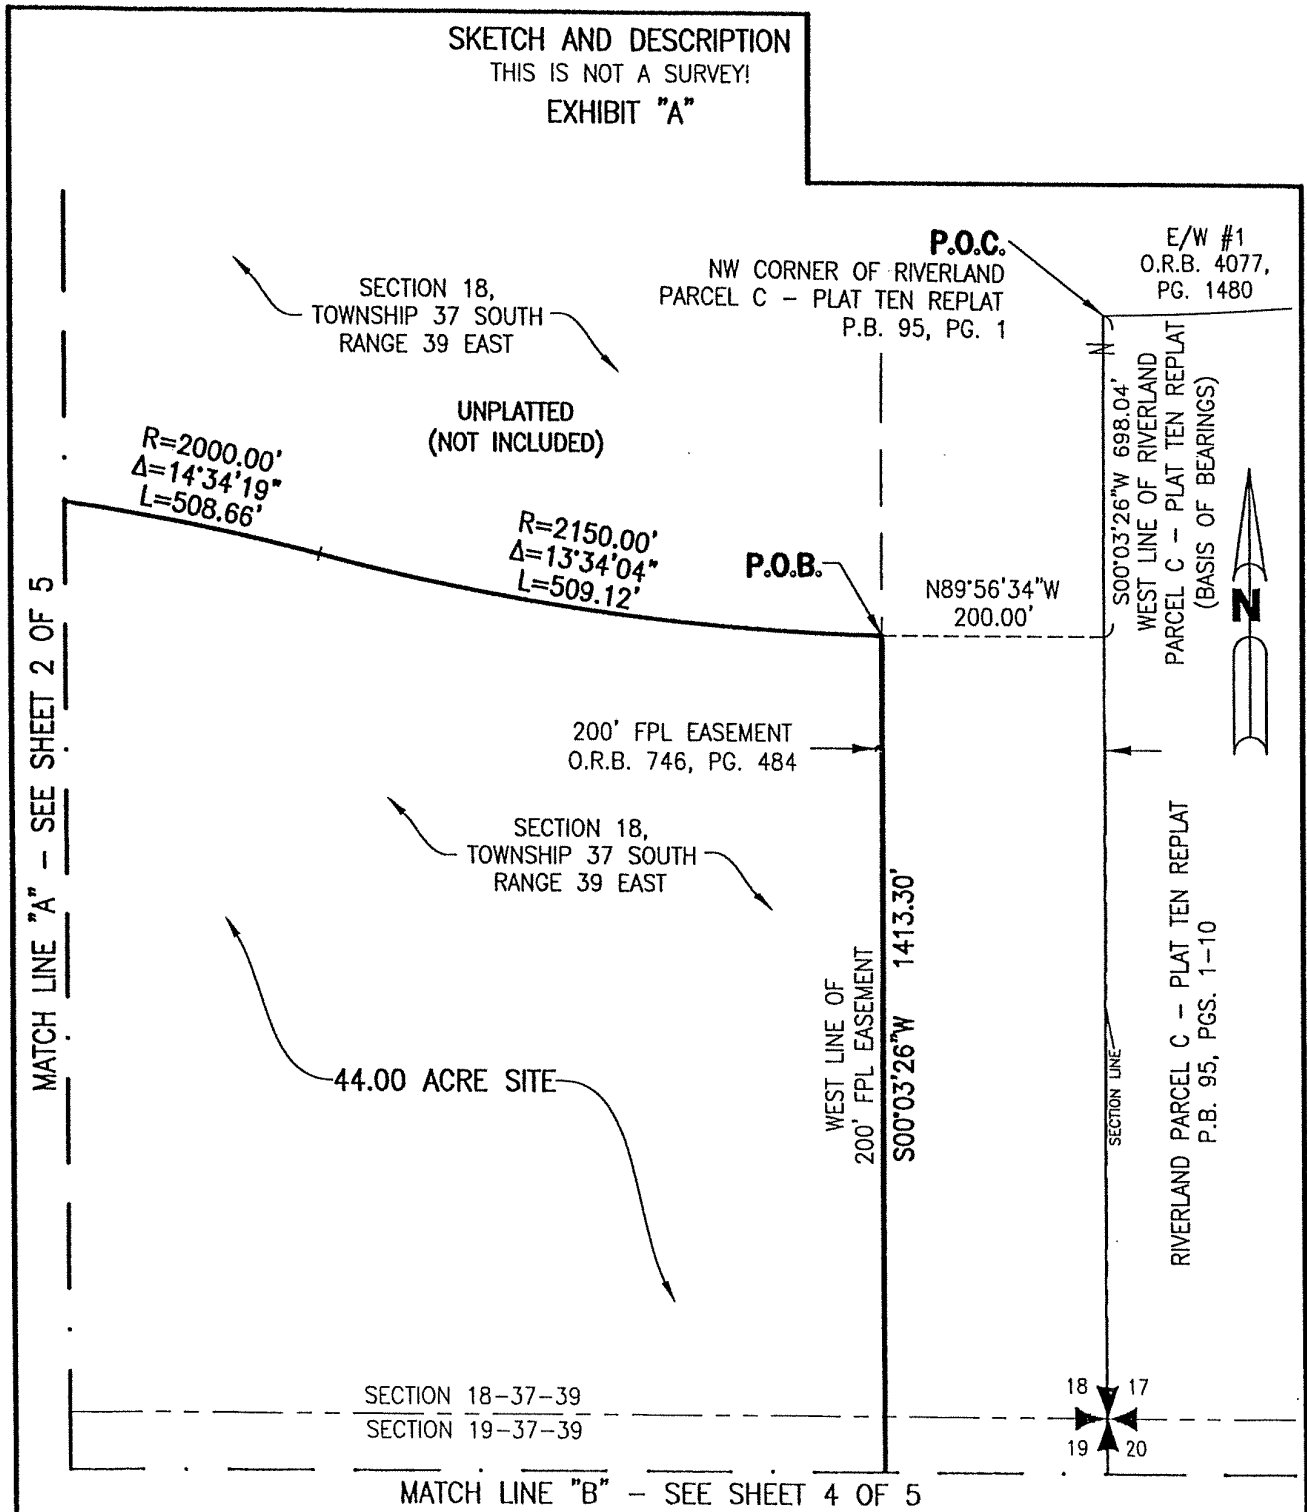 SKETCH AND DESCRIPTION
THIS IS NOT A SURVEY!
EXHIBIT "A"
P.O.C.
NW CORNER OF RIVERLAND
PARCEL C - PLAT TEN REPLAT
P.B. 95, PG. 1
E/W #1
O.R.B. 4077,
PG. 1480
SECTION 18,
TOWNSHIP 37 SOUTH
RANGE 39 EAST
UNPLATTED
(NOT INCLUDED)
R=2000.00'
Δ=14°34'19"
L=508.66'
R=2150.00'
Δ=13°34'04"
L=509.12'
P.O.B.
N89°56'34"W
200.00'
S00°03'26"W 698.04'
WEST LINE OF RIVERLAND
PARCEL C - PLAT TEN REPLAT
(BASIS OF BEARINGS)
N
MATCH LINE "A" - SEE SHEET 2 OF 5
200' FPL EASEMENT
O.R.B. 746, PG. 484
SECTION 18,
TOWNSHIP 37 SOUTH
RANGE 39 EAST
44.00 ACRE SITE
WEST LINE OF
200' FPL EASEMENT
S00°03'26"W 1413.30'
SECTION LINE
RIVERLAND PARCEL C - PLAT TEN REPLAT
P.B. 95, PGS. 1-10
SECTION 18-37-39
SECTION 19-37-39
18 17
19 20
MATCH LINE "B" - SEE SHEET 4 OF 5